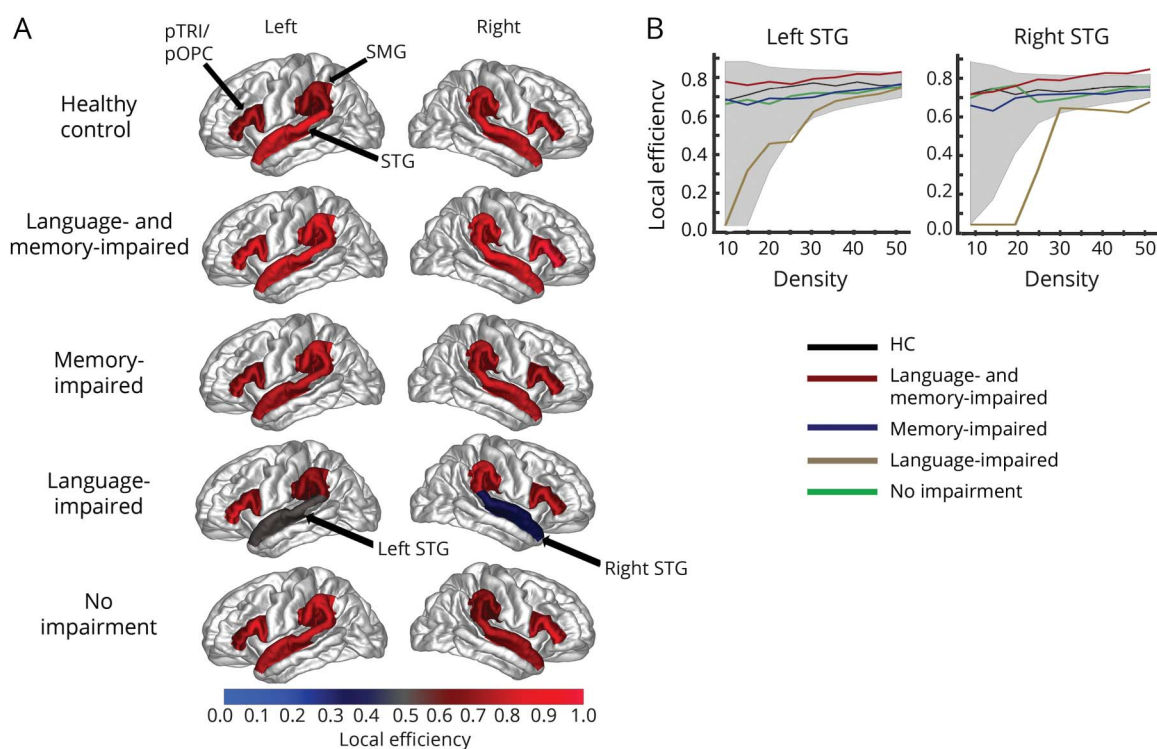 A
Left
Right
pTRI/
pOPC
SMG
STG
Healthy
control
Language- and
memory-impaired
Memory-
impaired
Language-
impaired
Left STG
Right STG
No
impairment
0.0 0.1 0.2 0.3 0.4 0.5 0.6 0.7 0.8 0.9 1.0
Local efficiency
B
Left STG
Right STG
Local efficiency
0.8
0.6
0.4
0.2
0.0
10 20 30 40 50
Density
0.8
0.6
0.4
0.2
0.0
10 20 30 40 50
Density
HC
Language- and
memory-impaired
Memory-impaired
Language-impaired
No impairment